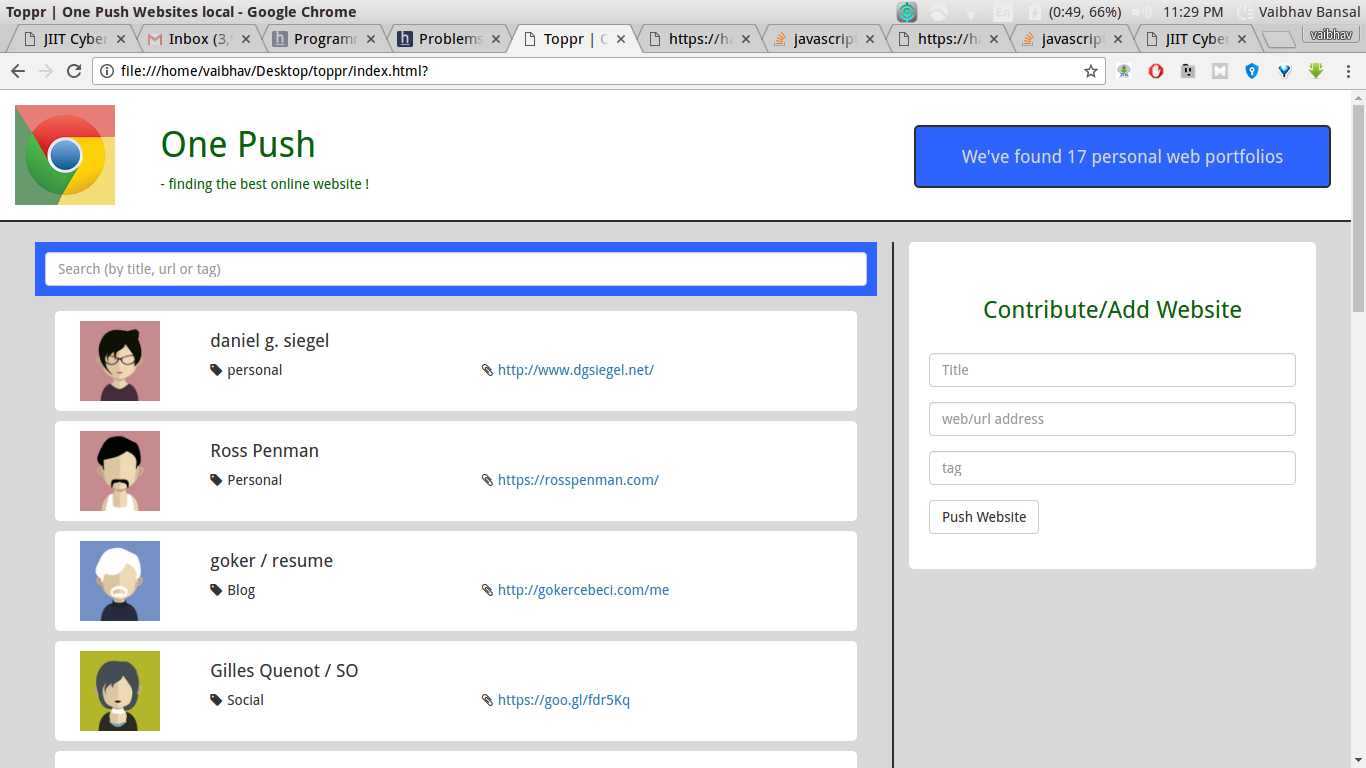 Toppr | One Push Websites local - Google Chrome
En (0:49, 66%) 11:29 PM Vaibhav Bansal
JIIT Cyber Inbox (3, Programm Problems Toppr | C https://ha javascript https://ha javascript JIIT Cyber vaibhav
file:///home/vaibhav/Desktop/toppr/index.html?
One Push
- finding the best online website !
We've found 17 personal web portfolios
Search (by title, url or tag)
daniel g. siegel
personal http://www.dgsiegel.net/
Ross Penman
Personal https://rosspenman.com/
goker / resume
Blog http://gokercebeci.com/me
Gilles Quenot / SO
Social https://goo.gl/fdr5Kq
Contribute/Add Website
Title
web/url address
tag
Push Website